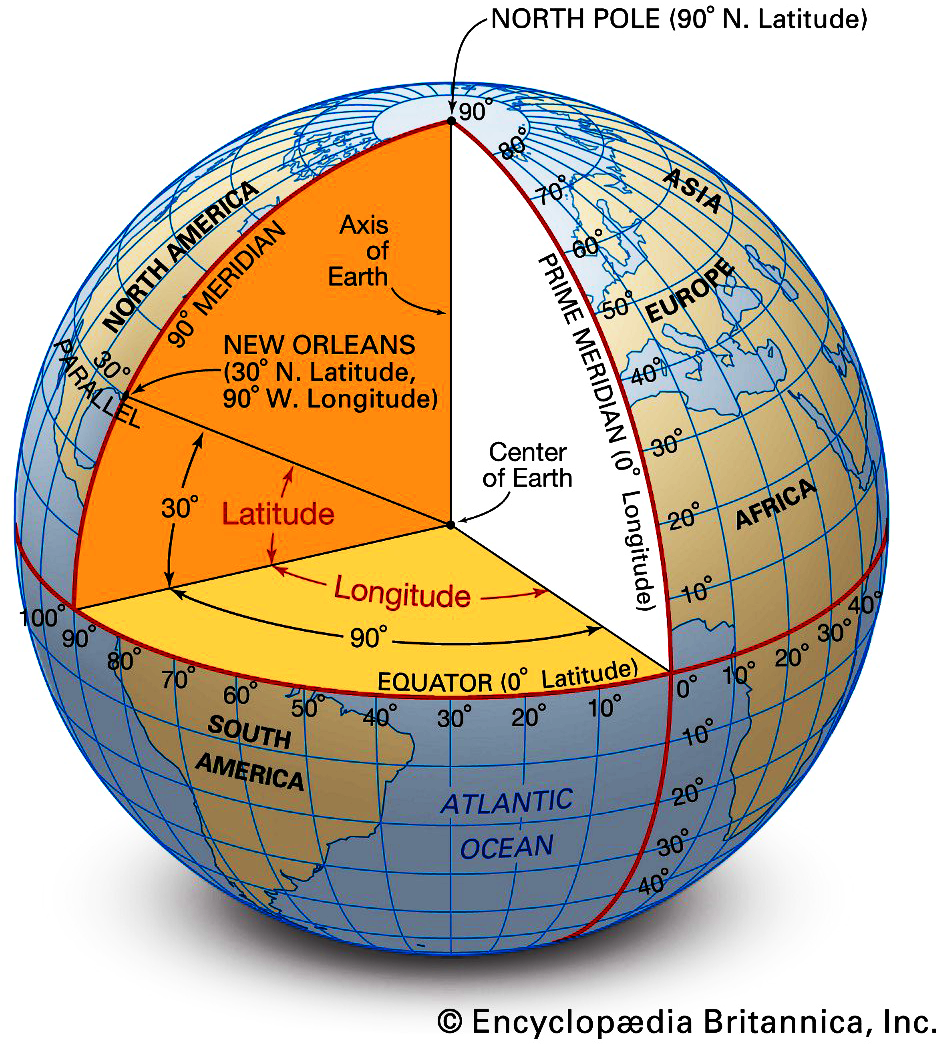 NORTH POLE (90° N. Latitude)
90°
80°
70°
60°
50°
40°
30°
20°
10°
ASIA
EUROPE
AFRICA
NORTH AMERICA
90° MERIDIAN
Axis
of
Earth
PRIME MERIDIAN (0° Longitude)
NEW ORLEANS
(30° N. Latitude,
90° W. Longitude)
30°
PARALLEL
Center
of Earth
30°
Latitude
Longitude
90°
EQUATOR (0° Latitude)
100°
90°
80°
70°
60°
50°
40°
30°
20°
10°
0°
10°
20°
30°
40°
10°
20°
30°
40°
SOUTH
AMERICA
ATLANTIC
OCEAN
© Encyclopædia Britannica, Inc.